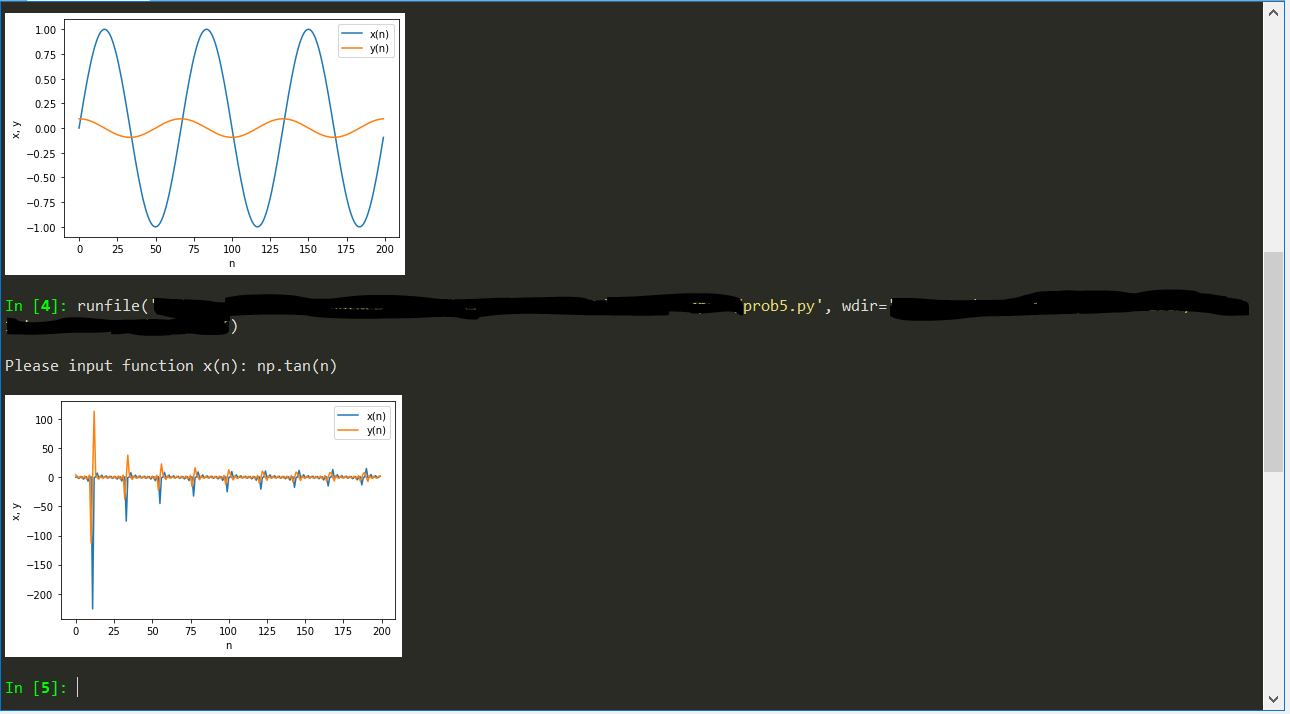 1.00
0.75
0.50
0.25
0.00
−0.25
−0.50
−0.75
−1.00
x, y
x(n)
y(n)
0 25 50 75 100 125 150 175 200
n
In [4]: runfile(' /prob5.py', wdir='
)
Please input function x(n): np.tan(n)
100
50
0
−50
−100
−150
−200
x, y
x(n)
y(n)
0 25 50 75 100 125 150 175 200
n
In [5]: